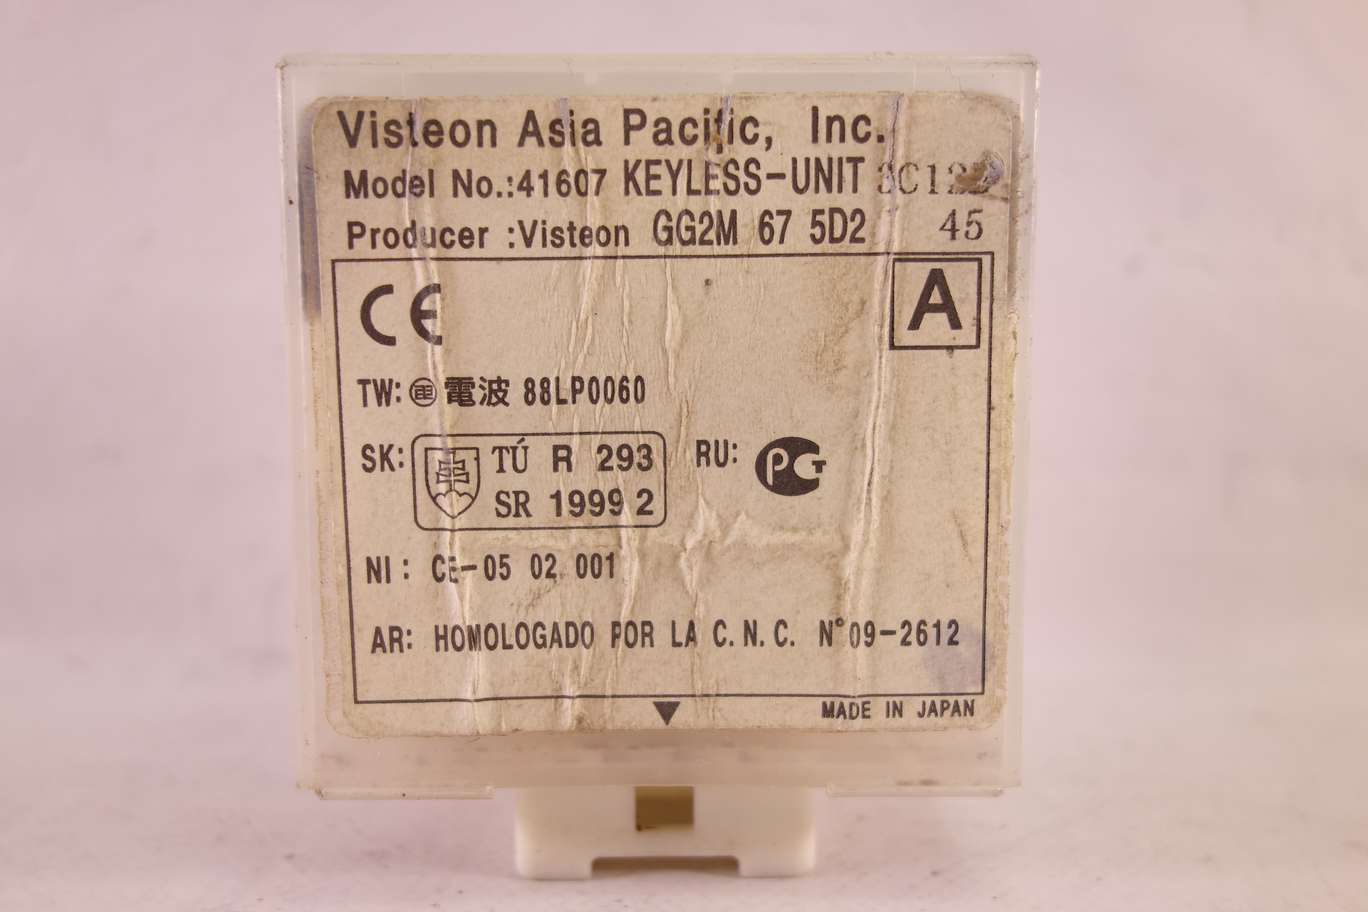 Visteon Asia Pacific, Inc.
Model No.:41607 KEYLESS-UNIT
Producer :Visteon GG2M 67 5D2 45
CE A
TW: 電波 88LP0060
SK: TÚ R 293
SR 1999 2
RU: PCT
NI: CE-05 02 001
AR: HOMOLOGADO POR LA C.N.C. N°09-2612
MADE IN JAPAN